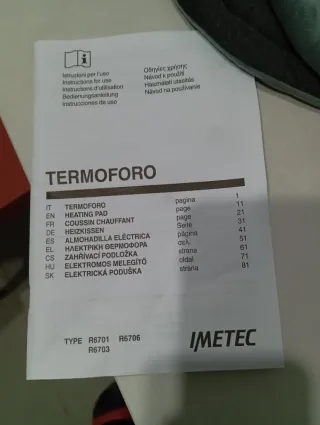 Istruzioni per l'uso
Instructions for use
Instructions d'utilisation
Bedienungsanleitung
Instrucciones de uso
Οδηγίες χρήσης
Návod k použití
Használati utasítás
Návod na používanie
TERMOFORO
IT TERMOFORO pagina 1
EN HEATING PAD page 11
FR COUSSIN CHAUFFANT page 21
DE HEIZKISSEN Seite 31
ES ALMOHADILLA ELÉCTRICA página 41
EL ΗΛΕΚΤΡΙΚΗ ΘΕΡΜΟΦΟΡΑ σελ. 51
CS ZAHŘÍVACÍ PODLOŽKA strana 61
HU ELEKTROMOS MELEGÍTŐ oldal 71
SK ELEKTRICKÁ PODUŠKA strana 81
TYPE R6701 R6706
R6703
IMETEC